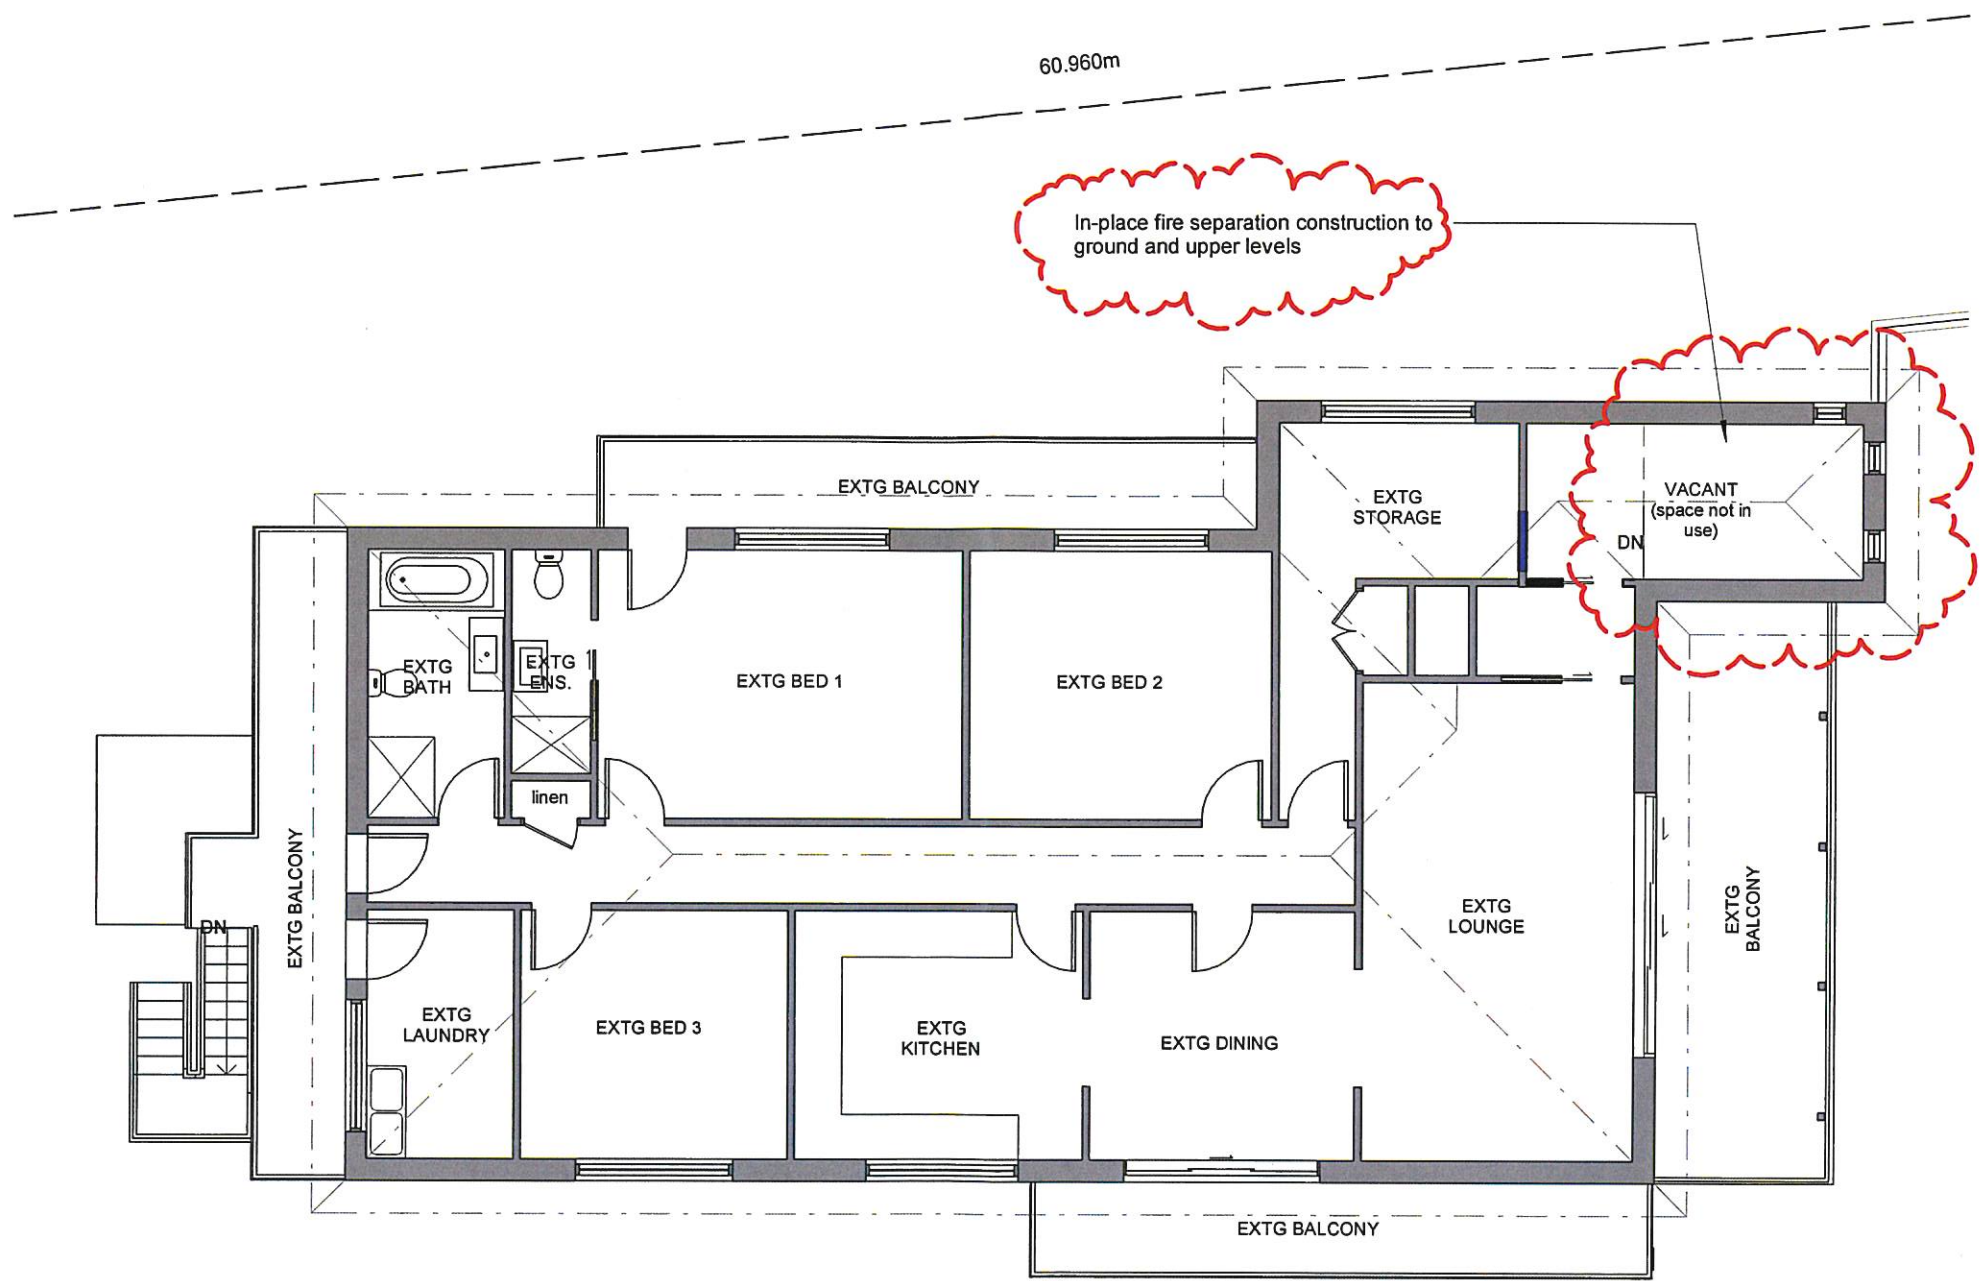 60.960m
In-place fire separation construction to
ground and upper levels
EXTG BALCONY
EXTG
STORAGE
VACANT
(space not in
use)
DN
EXTG
BATH
EXTG 1
ENS.
EXTG BED 1
EXTG BED 2
linen
EXTG BALCONY
DN
EXTG
LOUNGE
EXTG
BALCONY
EXTG
LAUNDRY
EXTG BED 3
EXTG
KITCHEN
EXTG DINING
EXTG BALCONY